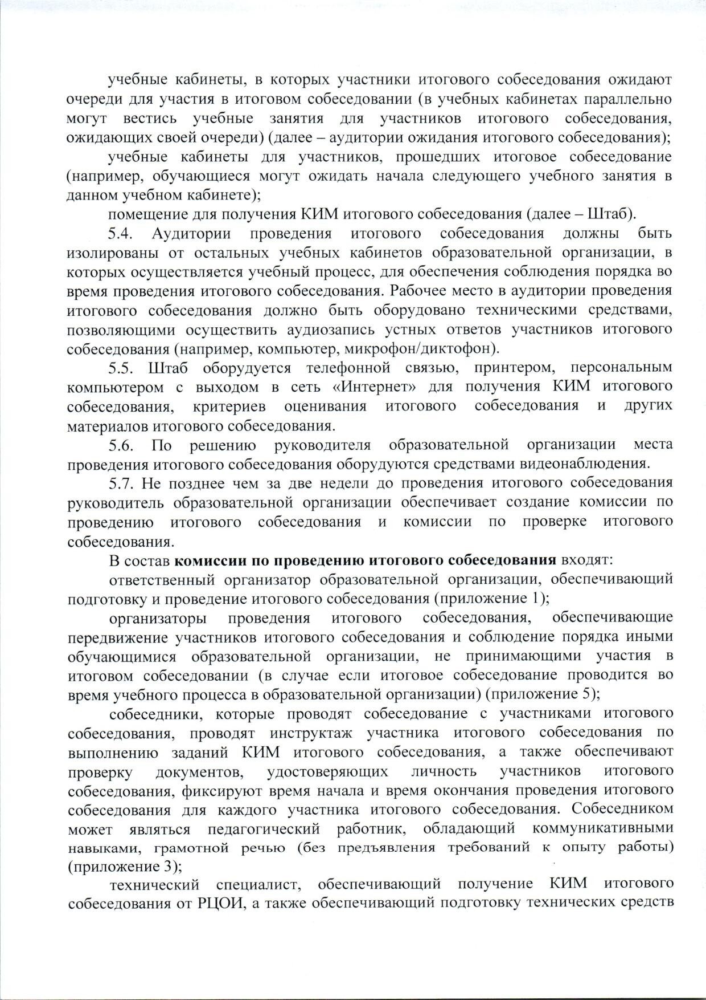 учебные кабинеты, в которых участники итогового собеседования ожидают
очереди для участия в итоговом собеседовании (в учебных кабинетах параллельно
могут вестись учебные занятия для участников итогового собеседования,
ожидающих своей очереди) (далее – аудитории ожидания итогового собеседования);
учебные кабинеты для участников, прошедших итоговое собеседование
(например, обучающиеся могут ожидать начала следующего учебного занятия в
данном учебном кабинете);
помещение для получения КИМ итогового собеседования (далее – Штаб).
5.4. Аудитории проведения итогового собеседования должны быть
изолированы от остальных учебных кабинетов образовательной организации, в
которых осуществляется учебный процесс, для обеспечения соблюдения порядка во
время проведения итогового собеседования. Рабочее место в аудитории проведения
итогового собеседования должно быть оборудовано техническими средствами,
позволяющими осуществить аудиозапись устных ответов участников итогового
собеседования (например, компьютер, микрофон/диктофон).
5.5. Штаб оборудуется телефонной связью, принтером, персональным
компьютером с выходом в сеть «Интернет» для получения КИМ итогового
собеседования, критериев оценивания итогового собеседования и других
материалов итогового собеседования.
5.6. По решению руководителя образовательной организации места
проведения итогового собеседования оборудуются средствами видеонаблюдения.
5.7. Не позднее чем за две недели до проведения итогового собеседования
руководитель образовательной организации обеспечивает создание комиссии по
проведению итогового собеседования и комиссии по проверке итогового
собеседования.
В состав комиссии по проведению итогового собеседования входят:
ответственный организатор образовательной организации, обеспечивающий
подготовку и проведение итогового собеседования (приложение 1);
организаторы проведения итогового собеседования, обеспечивающие
передвижение участников итогового собеседования и соблюдение порядка иными
обучающимися образовательной организации, не принимающими участия в
итоговом собеседовании (в случае если итоговое собеседование проводится во
время учебного процесса в образовательной организации) (приложение 5);
собеседники, которые проводят собеседование с участниками итогового
собеседования, проводят инструктаж участника итогового собеседования по
выполнению заданий КИМ итогового собеседования, а также обеспечивают
проверку документов, удостоверяющих личность участников итогового
собеседования, фиксируют время начала и время окончания проведения итогового
собеседования для каждого участника итогового собеседования. Собеседником
может являться педагогический работник, обладающий коммуникативными
навыками, грамотной речью (без предъявления требований к опыту работы)
(приложение 3);
технический специалист, обеспечивающий получение КИМ итогового
собеседования от РЦОИ, а также обеспечивающий подготовку технических средств